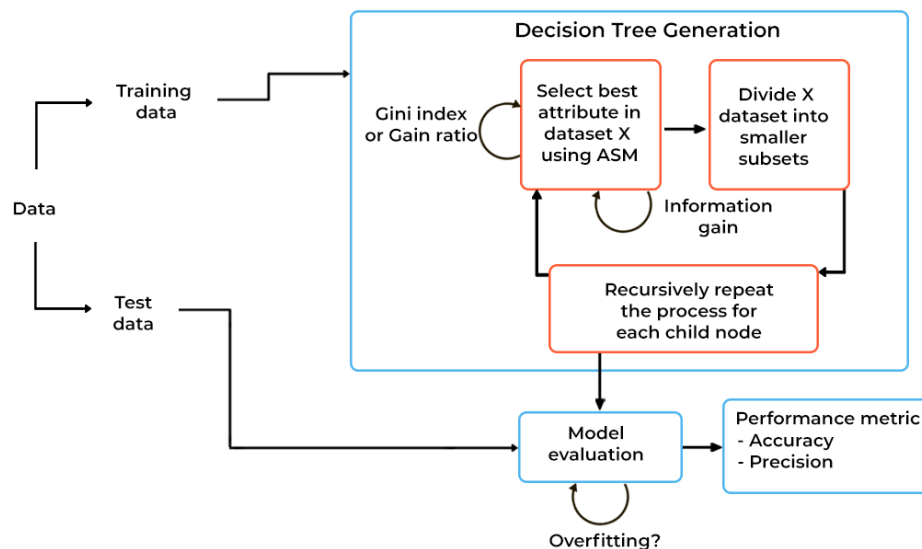 Decision Tree Generation
Training
data
Gini index
or Gain ratio
Select best
attribute in
dataset X
using ASM
Divide X
dataset into
smaller
subsets
Data
Information
gain
Test
data
Recursively repeat
the process for
each child node
Model
evaluation
Performance metric
- Accuracy
- Precision
Overfitting?